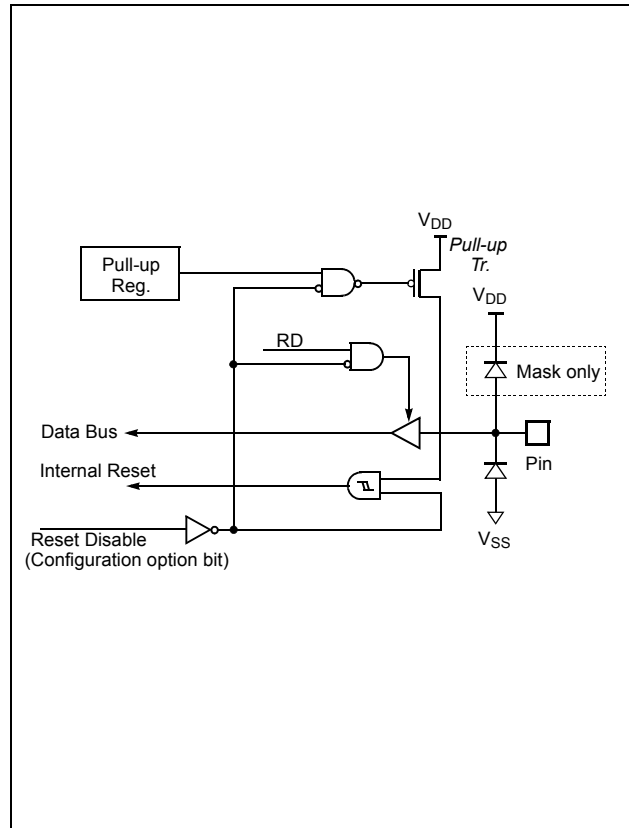 VDD
Pull-up
Tr.
Pull-up
Reg.
VDD
RD
Mask only
Data Bus
Internal Reset
Pin
Reset Disable
(Configuration option bit)
VSS